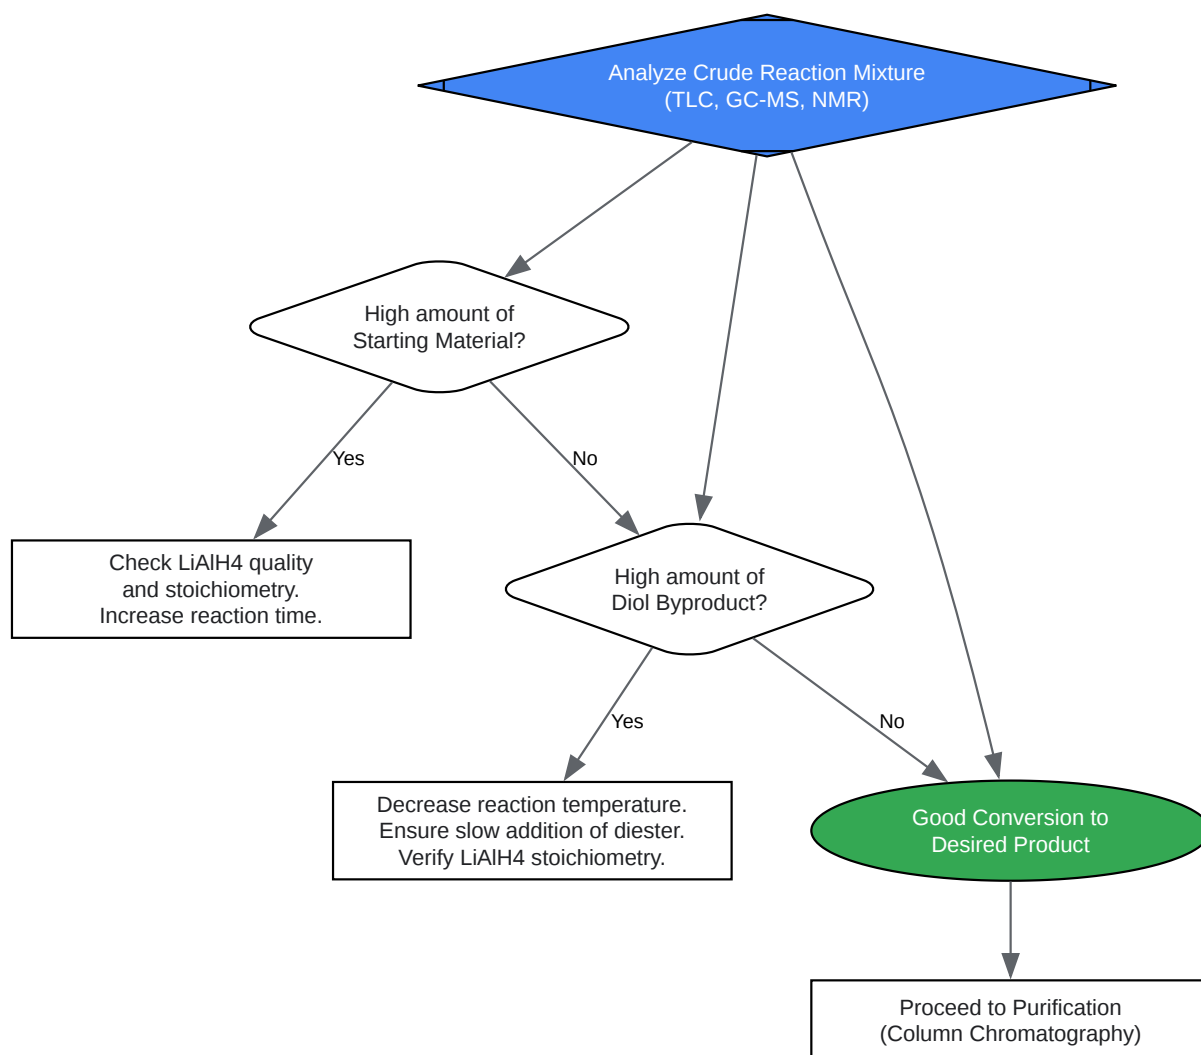 Analyze Crude Reaction Mixture
(TLC, GC-MS, NMR)
High amount of
Starting Material?
Yes
No
Check LiAlH4 quality
and stoichiometry.
Increase reaction time.
High amount of
Diol Byproduct?
Yes
No
Decrease reaction temperature.
Ensure slow addition of diester.
Verify LiAlH4 stoichiometry.
Good Conversion to
Desired Product
Proceed to Purification
(Column Chromatography)